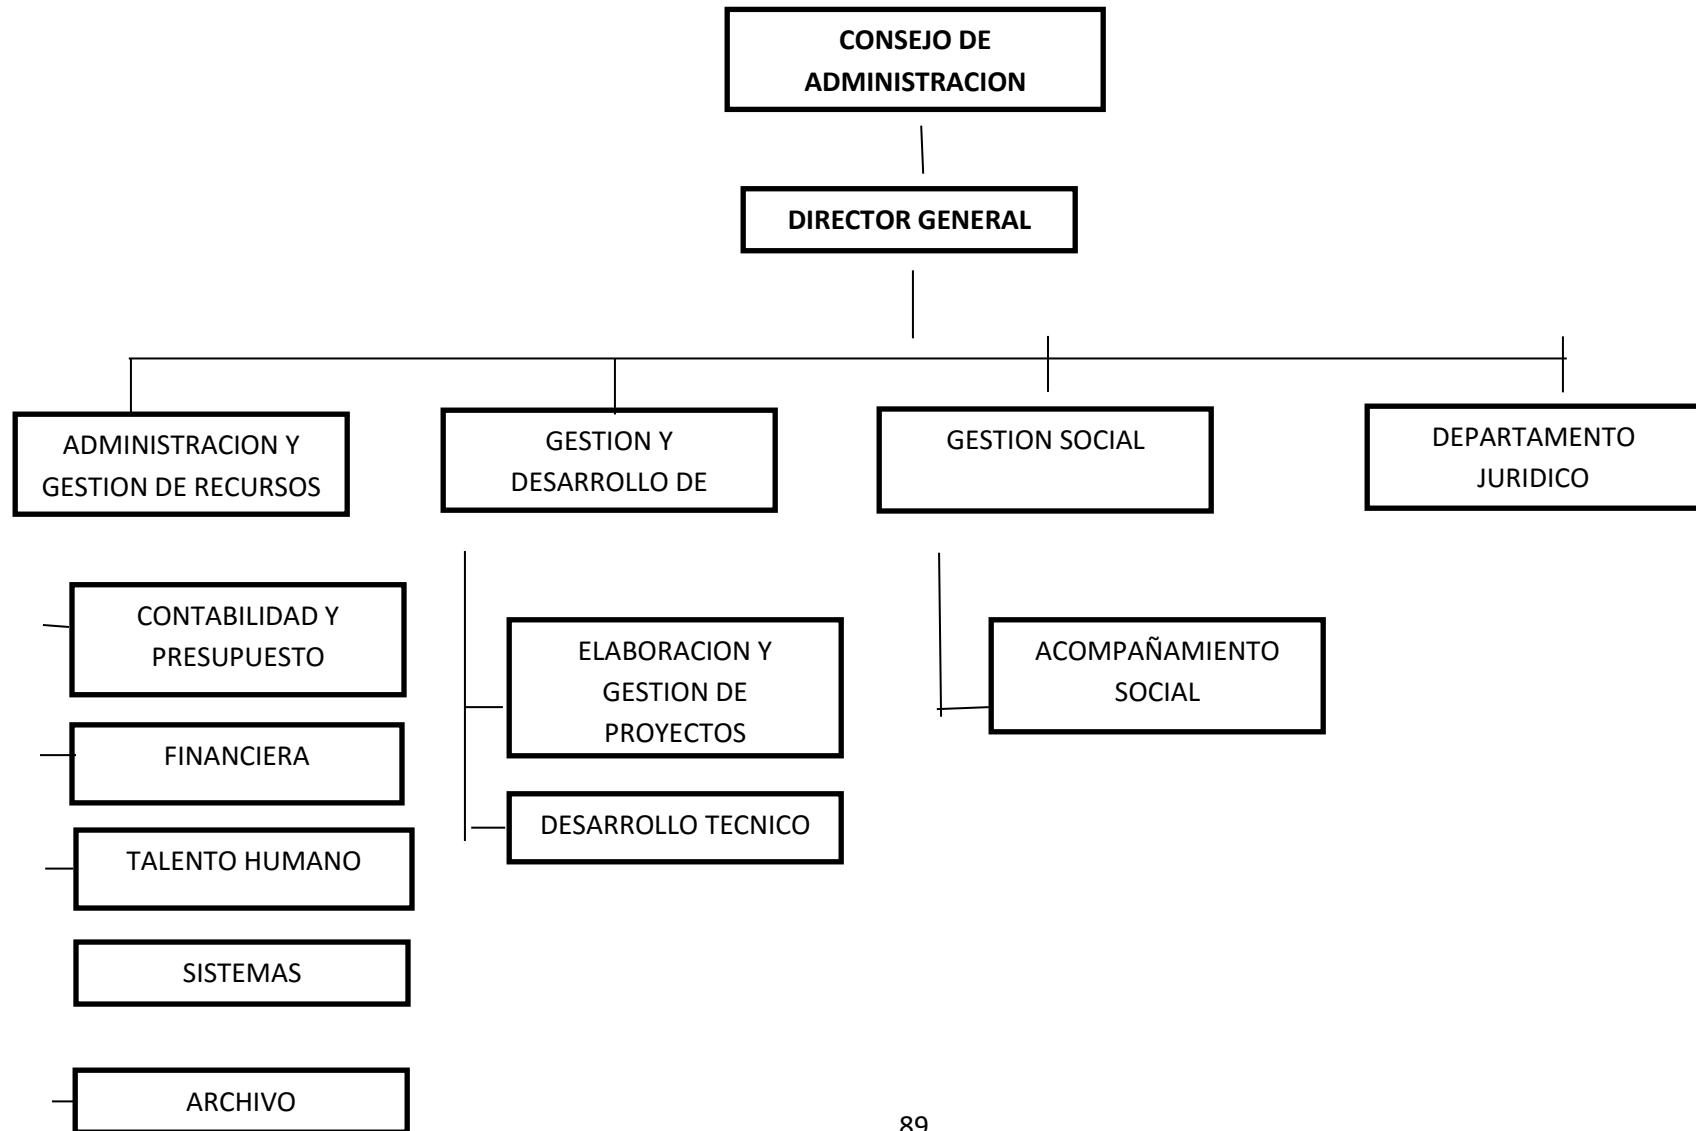 CONSEJO DE
ADMINISTRACION
DIRECTOR GENERAL
ADMINISTRACION Y
GESTION DE RECURSOS
GESTION Y
DESARROLLO DE
GESTION SOCIAL
DEPARTAMENTO
JURIDICO
CONTABILIDAD Y
PRESUPUESTO
FINANCIERA
TALENTO HUMANO
SISTEMAS
ARCHIVO
ELABORACION Y
GESTION DE
PROYECTOS
DESARROLLO TECNICO
ACOMPAÑAMIENTO
SOCIAL
89